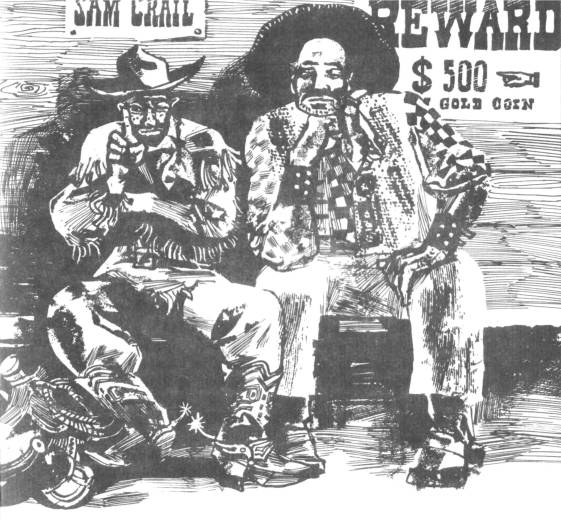 SAM CRAIL
REWARD
$ 500
GOLD COIN